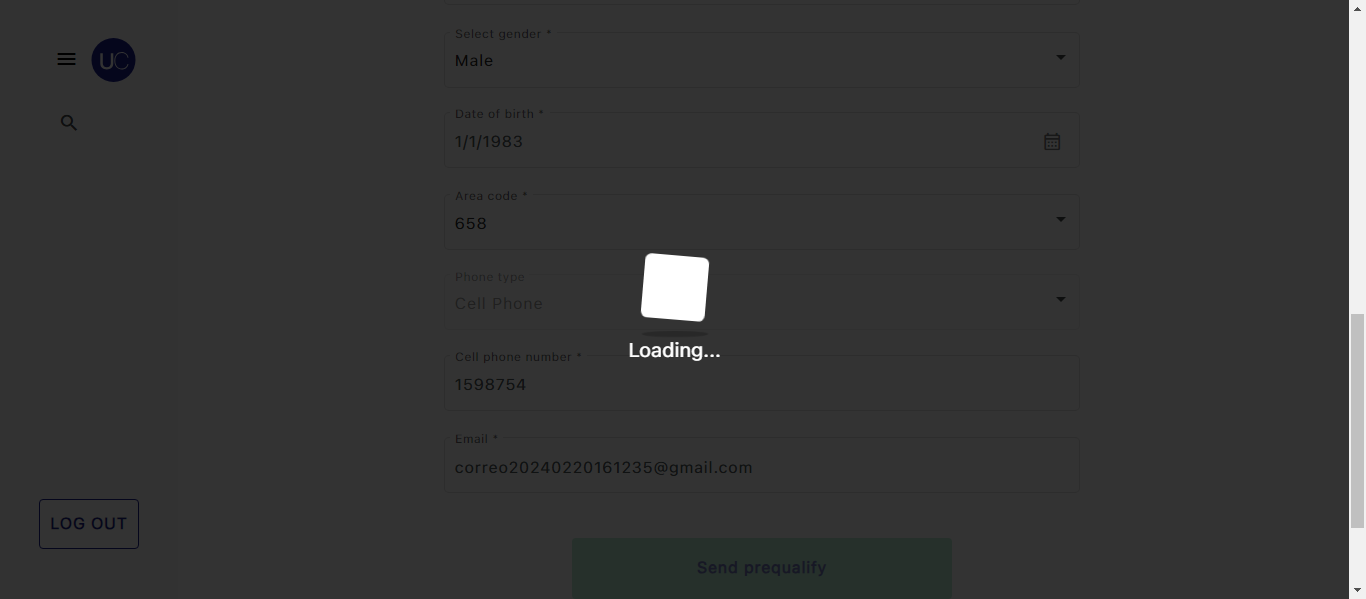 Select gender *
Male
UC
Date of birth *
1/1/1983
Area code *
658
Phone type
Cell Phone
Loading...
Cell phone number *
1598754
Email *
correo20240220161235@gmail.com
LOG OUT
Send prequalify